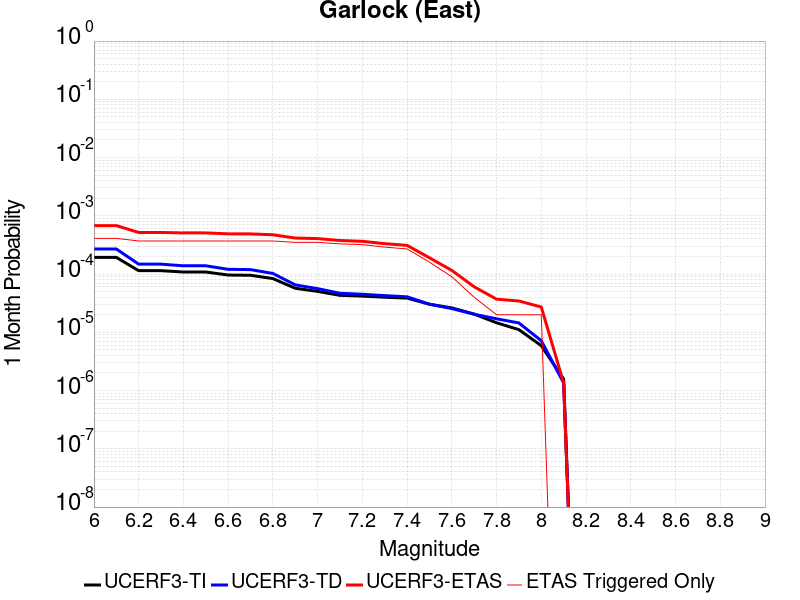 Garlock (East)
10^0
10^-1
10^-2
10^-3
10^-4
10^-5
10^-6
10^-7
10^-8
1 Month Probability
6 6.2 6.4 6.6 6.8 7 7.2 7.4 7.6 7.8 8 8.2 8.4 8.6 8.8 9
Magnitude
UCERF3-TI UCERF3-TD UCERF3-ETAS ETAS Triggered Only